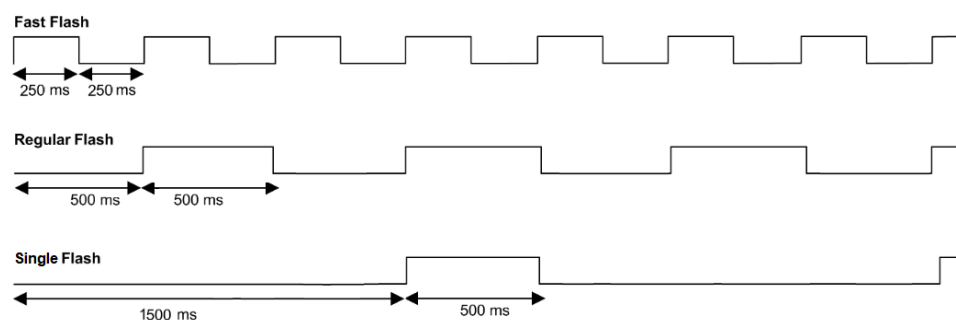 Fast Flash
250 ms 250 ms
Regular Flash
500 ms 500 ms
Single Flash
1500 ms 500 ms